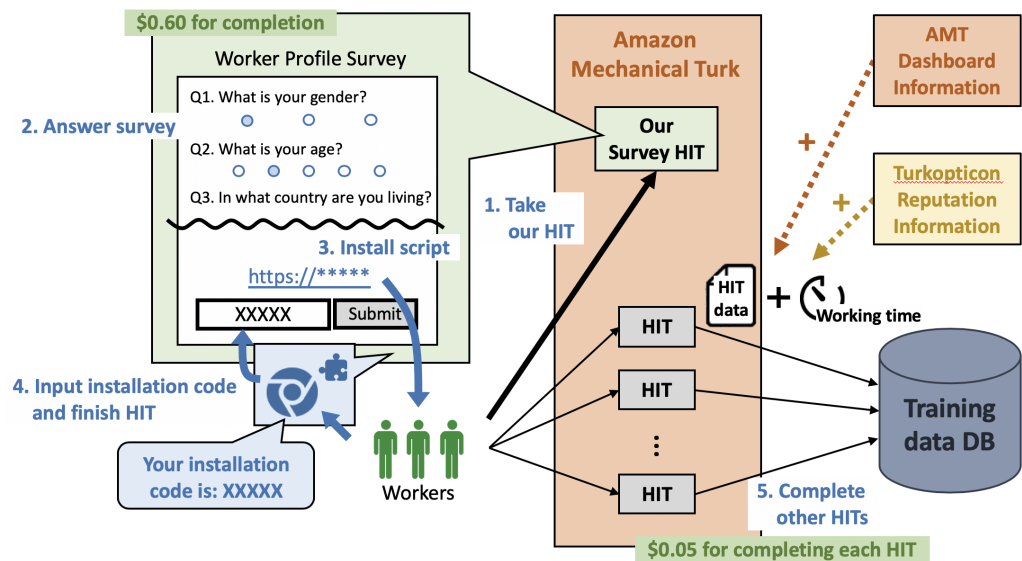 $0.60 for completion
Worker Profile Survey
Q1. What is your gender?
2. Answer survey
Q2. What is your age?
Q3. In what country are you living?
3. Install script
https://*****
XXXXX
Submit
4. Input installation code
and finish HIT
Your installation
code is: XXXXX
Workers
1. Take
our HIT
Amazon
Mechanical Turk
Our
Survey HIT
HIT
HIT
⋮
HIT
AMT
Dashboard
Information
+
Turkopticon
Reputation
Information
+
HIT
data
+
Working time
Training
data DB
5. Complete
other HITs
$0.05 for completing each HIT